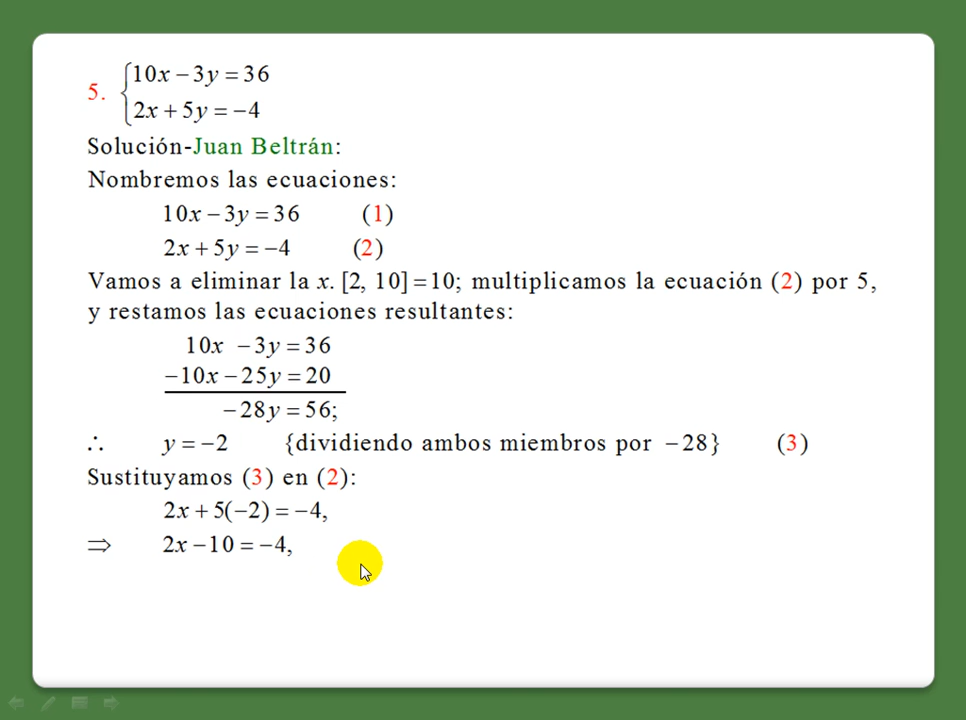 5. {10x − 3y = 36
2x + 5y = −4
Solución-Juan Beltrán:
Nombremos las ecuaciones:
10x − 3y = 36 (1)
2x + 5y = −4 (2)
Vamos a eliminar la x. [2, 10] = 10; multiplicamos la ecuación (2) por 5,
y restamos las ecuaciones resultantes:
10x − 3y = 36
−10x − 25y = 20
−28y = 56;
∴ y = −2 {dividiendo ambos miembros por −28} (3)
Sustituyamos (3) en (2):
2x + 5(−2) = −4,
⇒ 2x − 10 = −4,